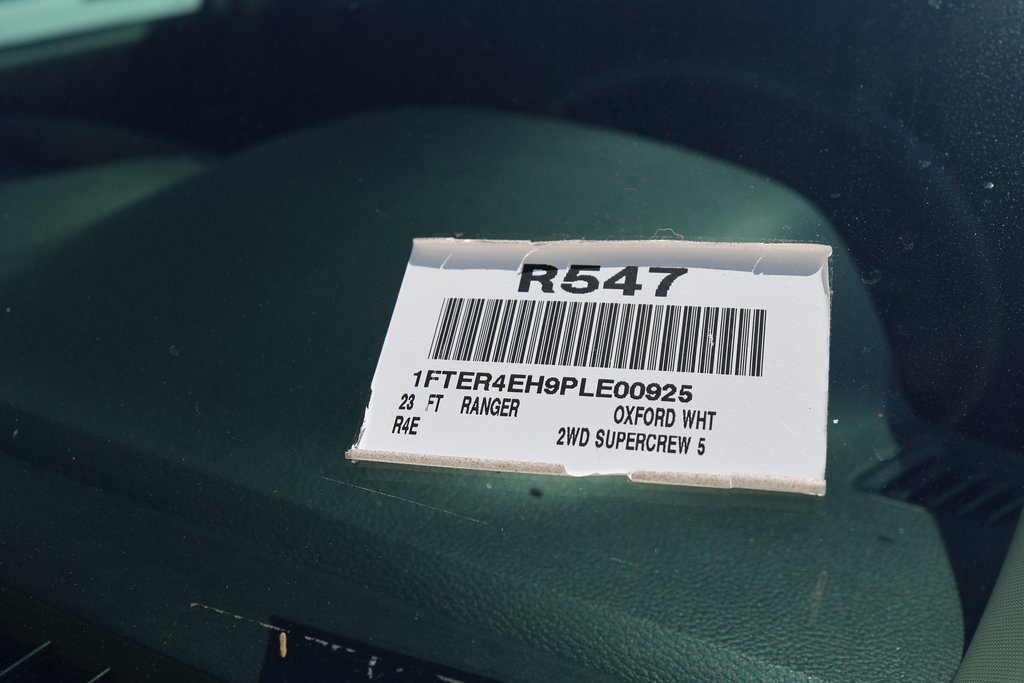 R547
1FTER4EH9PLE00925
23 FT RANGER OXFORD WHT
R4E 2WD SUPERCREW 5